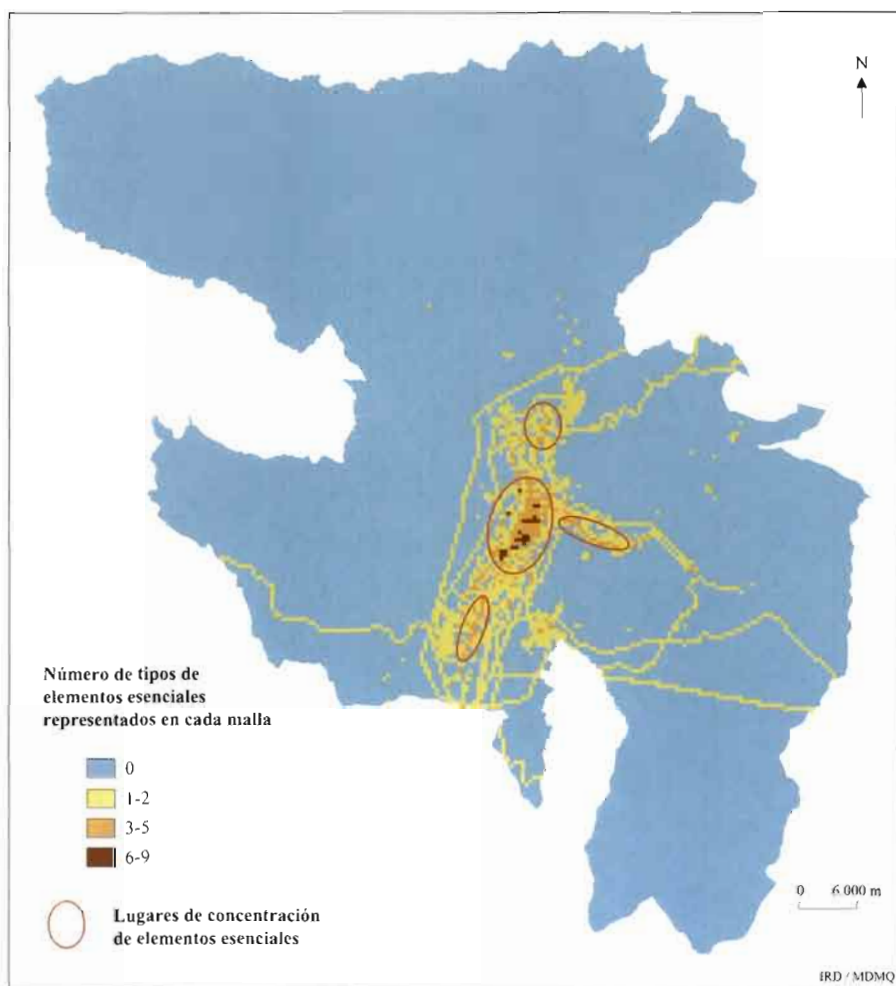 N
Número de tipos de
elementos esenciales
representados en cada malla
0
1-2
3-5
6-9
Lugares de concentración
de elementos esenciales
0 6 000 m
IRD / MDMQ